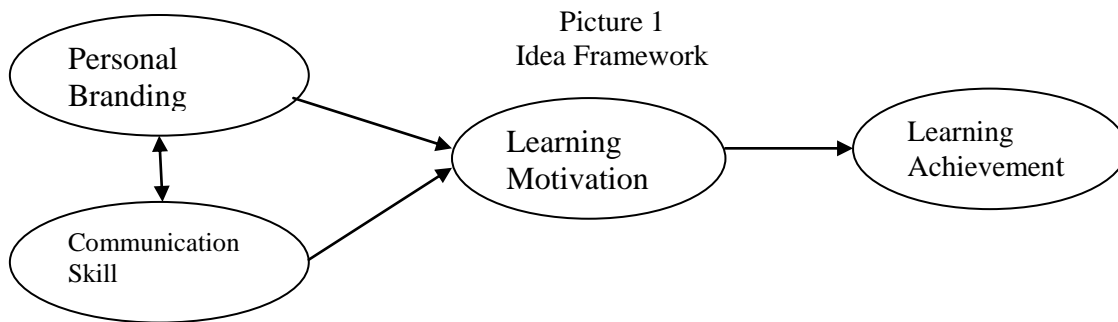 Picture 1
Idea Framework
Personal
Branding
Learning
Motivation
Learning
Achievement
Communication
Skill